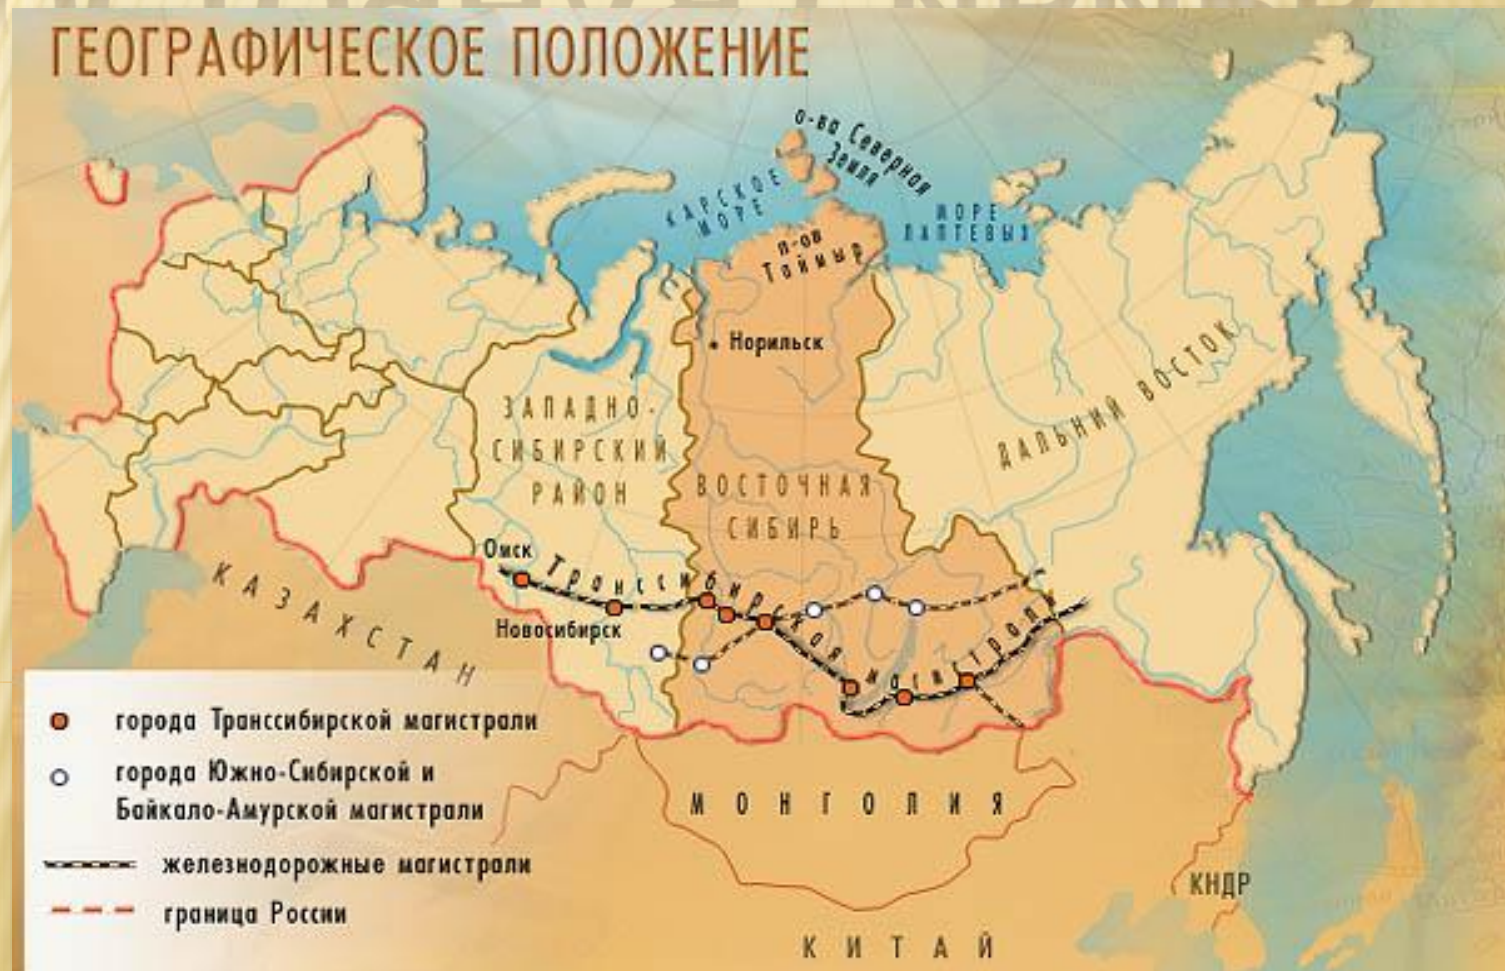 ГЕОГРАФИЧЕСКОЕ ПОЛОЖЕНИЕ
о-ва Северная
Земля
КАРСКОЕ
МОРЕ
МОРЕ
ЛАПТЕВЫХ
п-ов
Таймыр
Норильск
ЗАПАДНО-
СИБИРСКИЙ
РАЙОН
ВОСТОЧНАЯ
СИБИРЬ
ДАЛЬНИЙ ВОСТОК
Омск
Транссибирская магистраль
Новосибирск
КАЗАХСТАН
МОНГОЛИЯ
КНДР
КИТАЙ
города Транссибирской магистрали
города Южно-Сибирской и
Байкало-Амурской магистрали
железнодорожные магистрали
граница России